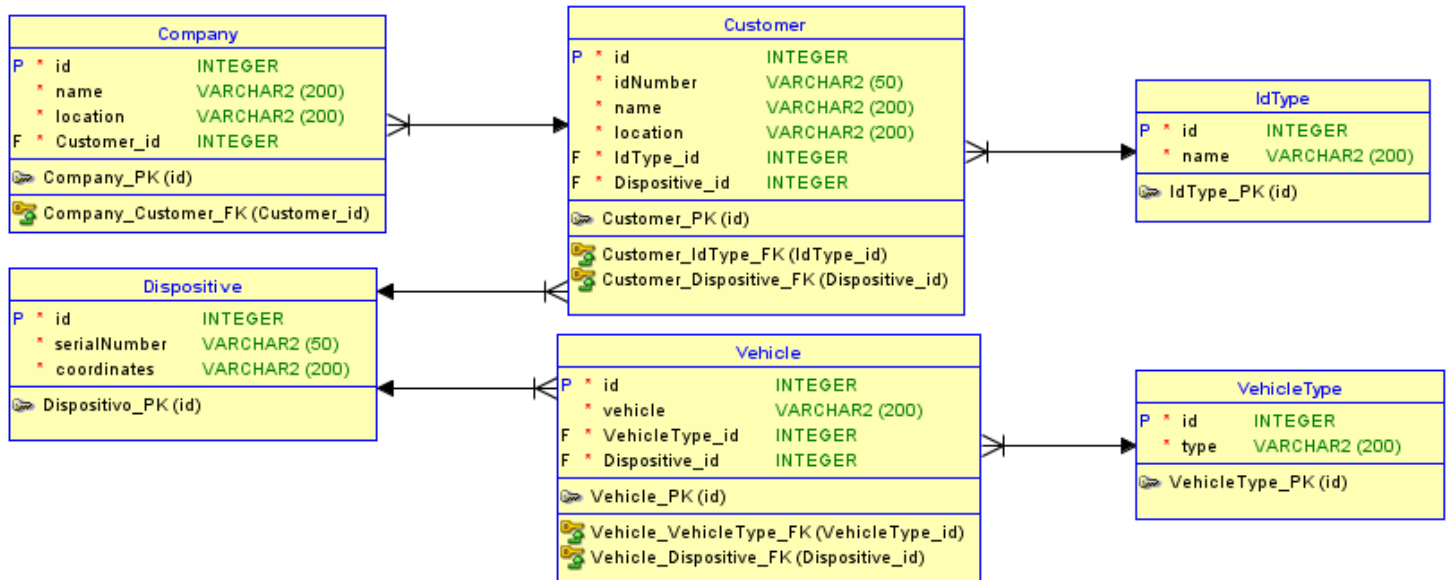 Company
P * id INTEGER
* name VARCHAR2 (200)
* location VARCHAR2 (200)
F * Customer_id INTEGER
Company_PK (id)
Company_Customer_FK (Customer_id)
Customer
P * id INTEGER
* idNumber VARCHAR2 (50)
* name VARCHAR2 (200)
* location VARCHAR2 (200)
F * IdType_id INTEGER
F * Dispositive_id INTEGER
Customer_PK (id)
Customer_IdType_FK (IdType_id)
Customer_Dispositive_FK (Dispositive_id)
IdType
P * id INTEGER
* name VARCHAR2 (200)
IdType_PK (id)
Dispositive
P * id INTEGER
* serialNumber VARCHAR2 (50)
* coordinates VARCHAR2 (200)
Dispositivo_PK (id)
Vehicle
P * id INTEGER
* vehicle VARCHAR2 (200)
F * VehicleType_id INTEGER
F * Dispositive_id INTEGER
Vehicle_PK (id)
Vehicle_VehicleType_FK (VehicleType_id)
Vehicle_Dispositive_FK (Dispositive_id)
VehicleType
P * id INTEGER
* type VARCHAR2 (200)
VehicleType_PK (id)